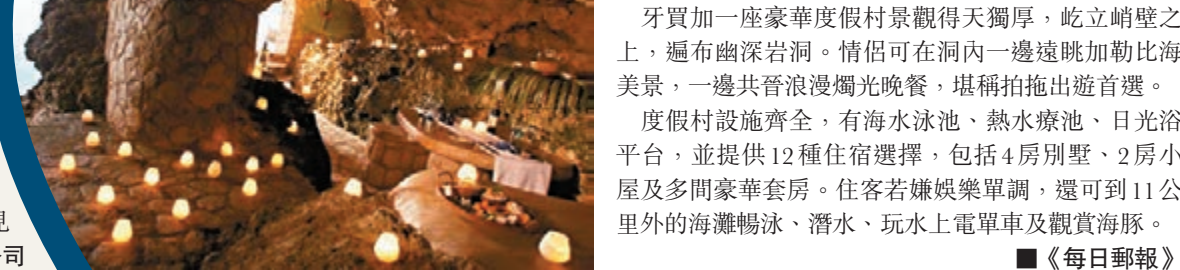 牙買加一座豪華度假村景觀得天獨厚,屹立峭壁之
上,遍布幽深岩洞。情侶可在洞內一邊遠眺加勒比海
美景,一邊共晉浪漫燭光晚餐,堪稱拍拖出遊首選。
度假村設施齊全,有海水泳池、熱水療池、日光浴
平台,並提供12種住宿選擇,包括4房別墅、2房小
屋及多間豪華套房。住客若嫌娛樂單調,還可到11公
里外的海灘暢泳、潛水、玩水上電單車及觀賞海豚。
■《每日郵報》
司